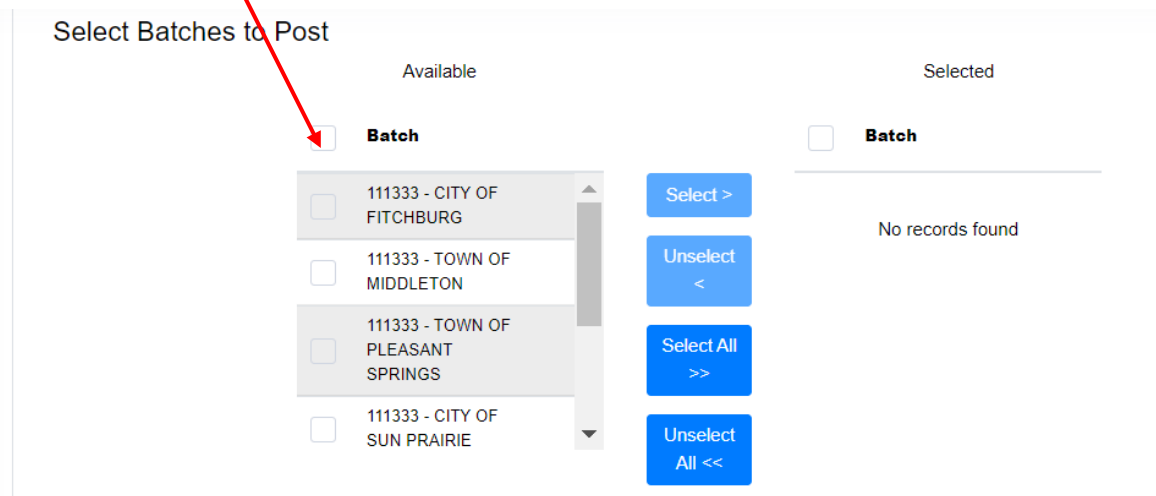 Select Batches to Post
Available
Selected
Batch
Batch
111333 - CITY OF
FITCHBURG
111333 - TOWN OF
MIDDLETON
111333 - TOWN OF
PLEASANT
SPRINGS
111333 - CITY OF
SUN PRAIRIE
Select >
Unselect
<
Select All
>>
Unselect
All <<
No records found